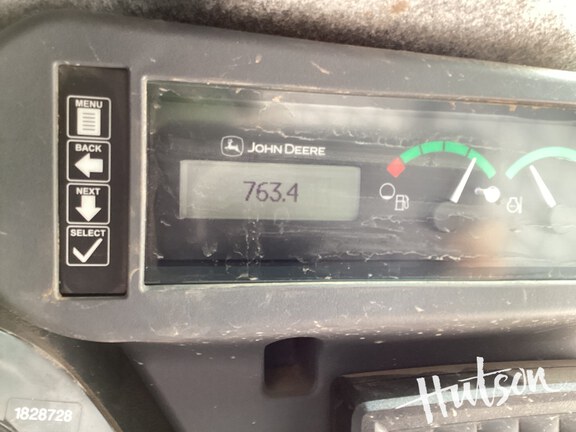 MENU
BACK
NEXT
SELECT
JOHN DEERE
763.4
1828728
Hutson